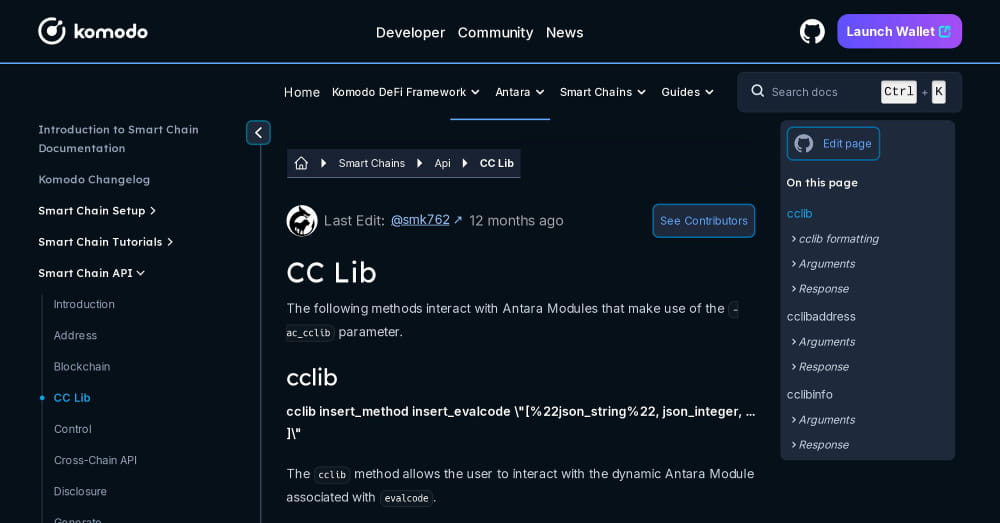 komodo
Developer Community News
Launch Wallet
Home Komodo DeFi Framework Antara Smart Chains Guides
Search docs Ctrl + K
Introduction to Smart Chain
Documentation
Komodo Changelog
Smart Chain Setup
Smart Chain Tutorials
Smart Chain API
Introduction
Address
Blockchain
CC Lib
Control
Cross-Chain API
Disclosure
Generate
Smart Chains Api CC Lib
Last Edit: @smk762 ↗ 12 months ago
See Contributors
CC Lib
The following methods interact with Antara Modules that make use of the -
ac_cclib parameter.
cclib
cclib insert_method insert_evalcode \"[%22json_string%22, json_integer, ...
]\"
The cclib method allows the user to interact with the dynamic Antara Module
associated with evalcode.
Edit page
On this page
cclib
cclib formatting
Arguments
Response
cclibaddress
Arguments
Response
cclibinfo
Arguments
Response